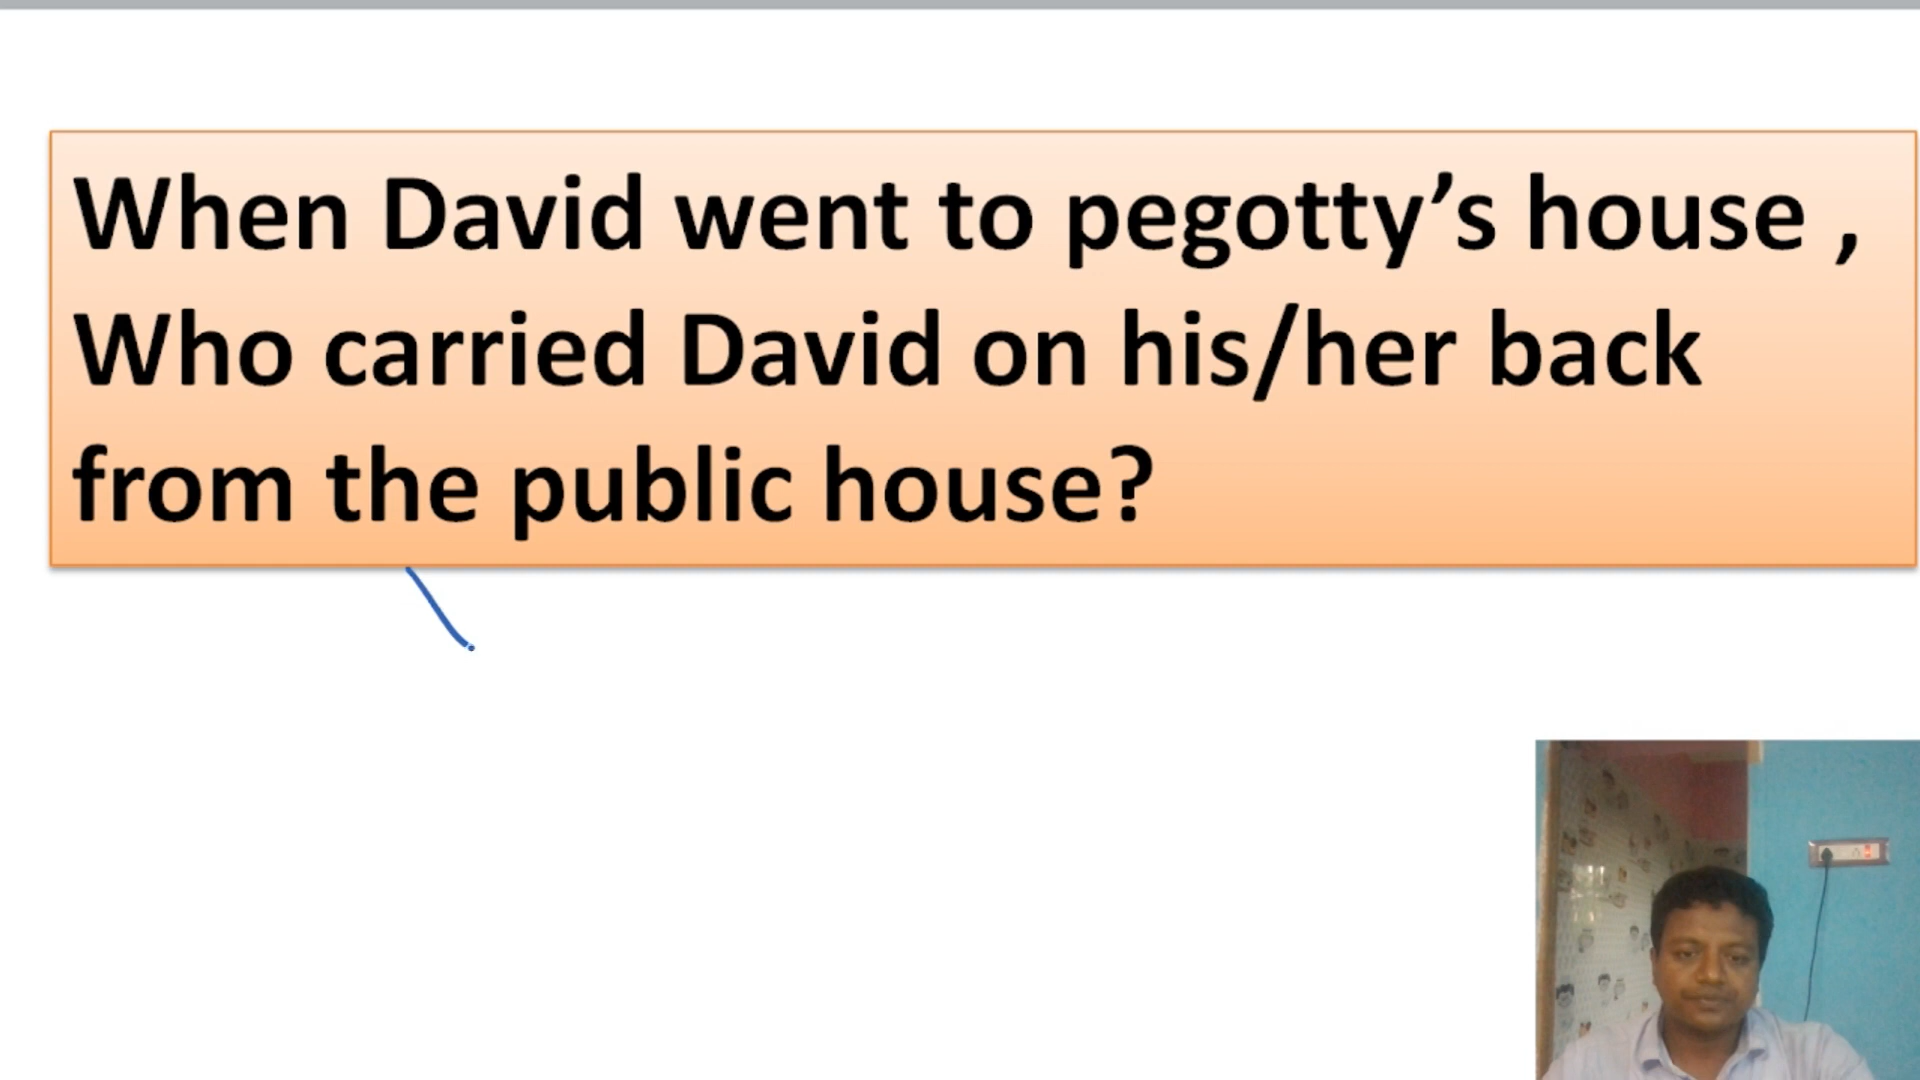 When David went to pegotty’s house ,
Who carried David on his/her back
from the public house?